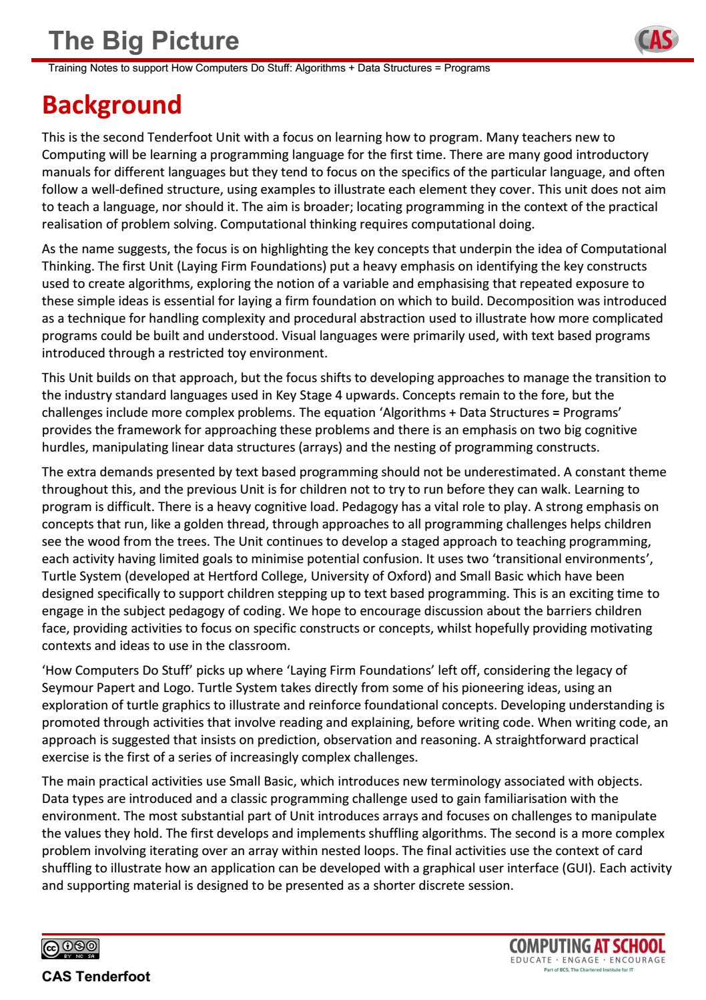 The Big Picture
CAS
Training Notes to support How Computers Do Stuff: Algorithms + Data Structures = Programs
Background
This is the second Tenderfoot Unit with a focus on learning how to program. Many teachers new to
Computing will be learning a programming language for the first time. There are many good introductory
manuals for different languages but they tend to focus on the specifics of the particular language, and often
follow a well-defined structure, using examples to illustrate each element they cover. This unit does not aim
to teach a language, nor should it. The aim is broader; locating programming in the context of the practical
realisation of problem solving. Computational thinking requires computational doing.
As the name suggests, the focus is on highlighting the key concepts that underpin the idea of Computational
Thinking. The first Unit (Laying Firm Foundations) put a heavy emphasis on identifying the key constructs
used to create algorithms, exploring the notion of a variable and emphasising that repeated exposure to
these simple ideas is essential for laying a firm foundation on which to build. Decomposition was introduced
as a technique for handling complexity and procedural abstraction used to illustrate how more complicated
programs could be built and understood. Visual languages were primarily used, with text based programs
introduced through a restricted toy environment.
This Unit builds on that approach, but the focus shifts to developing approaches to manage the transition to
the industry standard languages used in Key Stage 4 upwards. Concepts remain to the fore, but the
challenges include more complex problems. The equation ‘Algorithms + Data Structures = Programs’
provides the framework for approaching these problems and there is an emphasis on two big cognitive
hurdles, manipulating linear data structures (arrays) and the nesting of programming constructs.
The extra demands presented by text based programming should not be underestimated. A constant theme
throughout this, and the previous Unit is for children not to try to run before they can walk. Learning to
program is difficult. There is a heavy cognitive load. Pedagogy has a vital role to play. A strong emphasis on
concepts that run, like a golden thread, through approaches to all programming challenges helps children
see the wood from the trees. The Unit continues to develop a staged approach to teaching programming,
each activity having limited goals to minimise potential confusion. It uses two ‘transitional environments’,
Turtle System (developed at Hertford College, University of Oxford) and Small Basic which have been
designed specifically to support children stepping up to text based programming. This is an exciting time to
engage in the subject pedagogy of coding. We hope to encourage discussion about the barriers children
face, providing activities to focus on specific constructs or concepts, whilst hopefully providing motivating
contexts and ideas to use in the classroom.
‘How Computers Do Stuff’ picks up where ‘Laying Firm Foundations’ left off, considering the legacy of
Seymour Papert and Logo. Turtle System takes directly from some of his pioneering ideas, using an
exploration of turtle graphics to illustrate and reinforce foundational concepts. Developing understanding is
promoted through activities that involve reading and explaining, before writing code. When writing code, an
approach is suggested that insists on prediction, observation and reasoning. A straightforward practical
exercise is the first of a series of increasingly complex challenges.
The main practical activities use Small Basic, which introduces new terminology associated with objects.
Data types are introduced and a classic programming challenge used to gain familiarisation with the
environment. The most substantial part of Unit introduces arrays and focuses on challenges to manipulate
the values they hold. The first develops and implements shuffling algorithms. The second is a more complex
problem involving iterating over an array within nested loops. The final activities use the context of card
shuffling to illustrate how an application can be developed with a graphical user interface (GUI). Each activity
and supporting material is designed to be presented as a shorter discrete session.
cc
BY NC SA
COMPUTING AT SCHOOL
EDUCATE · ENGAGE · ENCOURAGE
Part of BCS, The Chartered Institute for IT
CAS Tenderfoot